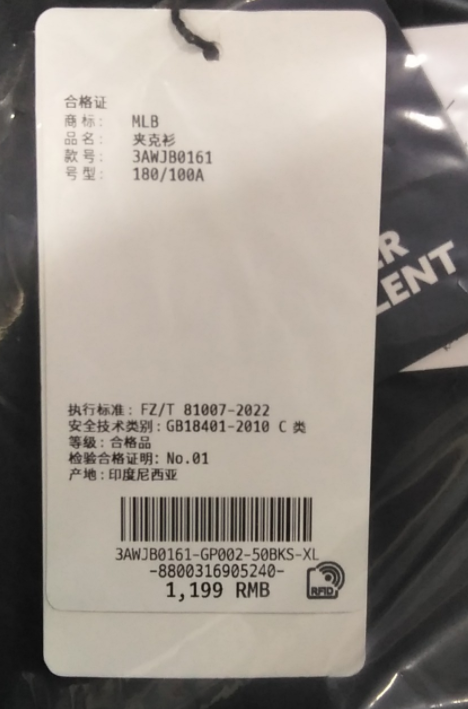 合格证
商 标： MLB
品 名： 夹克衫
款 号： 3AWJB0161
号 型： 180/100A
执行标准：FZ/T 81007-2022
安全技术类别：GB18401-2010 C 类
等级：合格品
检验合格证明：No.01
产地：印度尼西亚
3AWJB0161-GP002-50BKS-XL
-8800316905240-
1,199 RMB
RFID